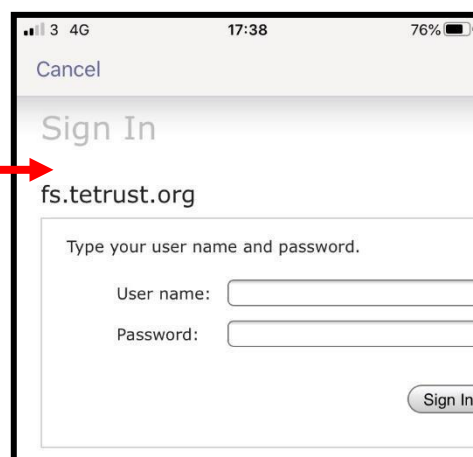 3 4G 17:38 76%
Cancel
Sign In
fs.tetrust.org
Type your user name and password.
User name:
Password:
Sign In